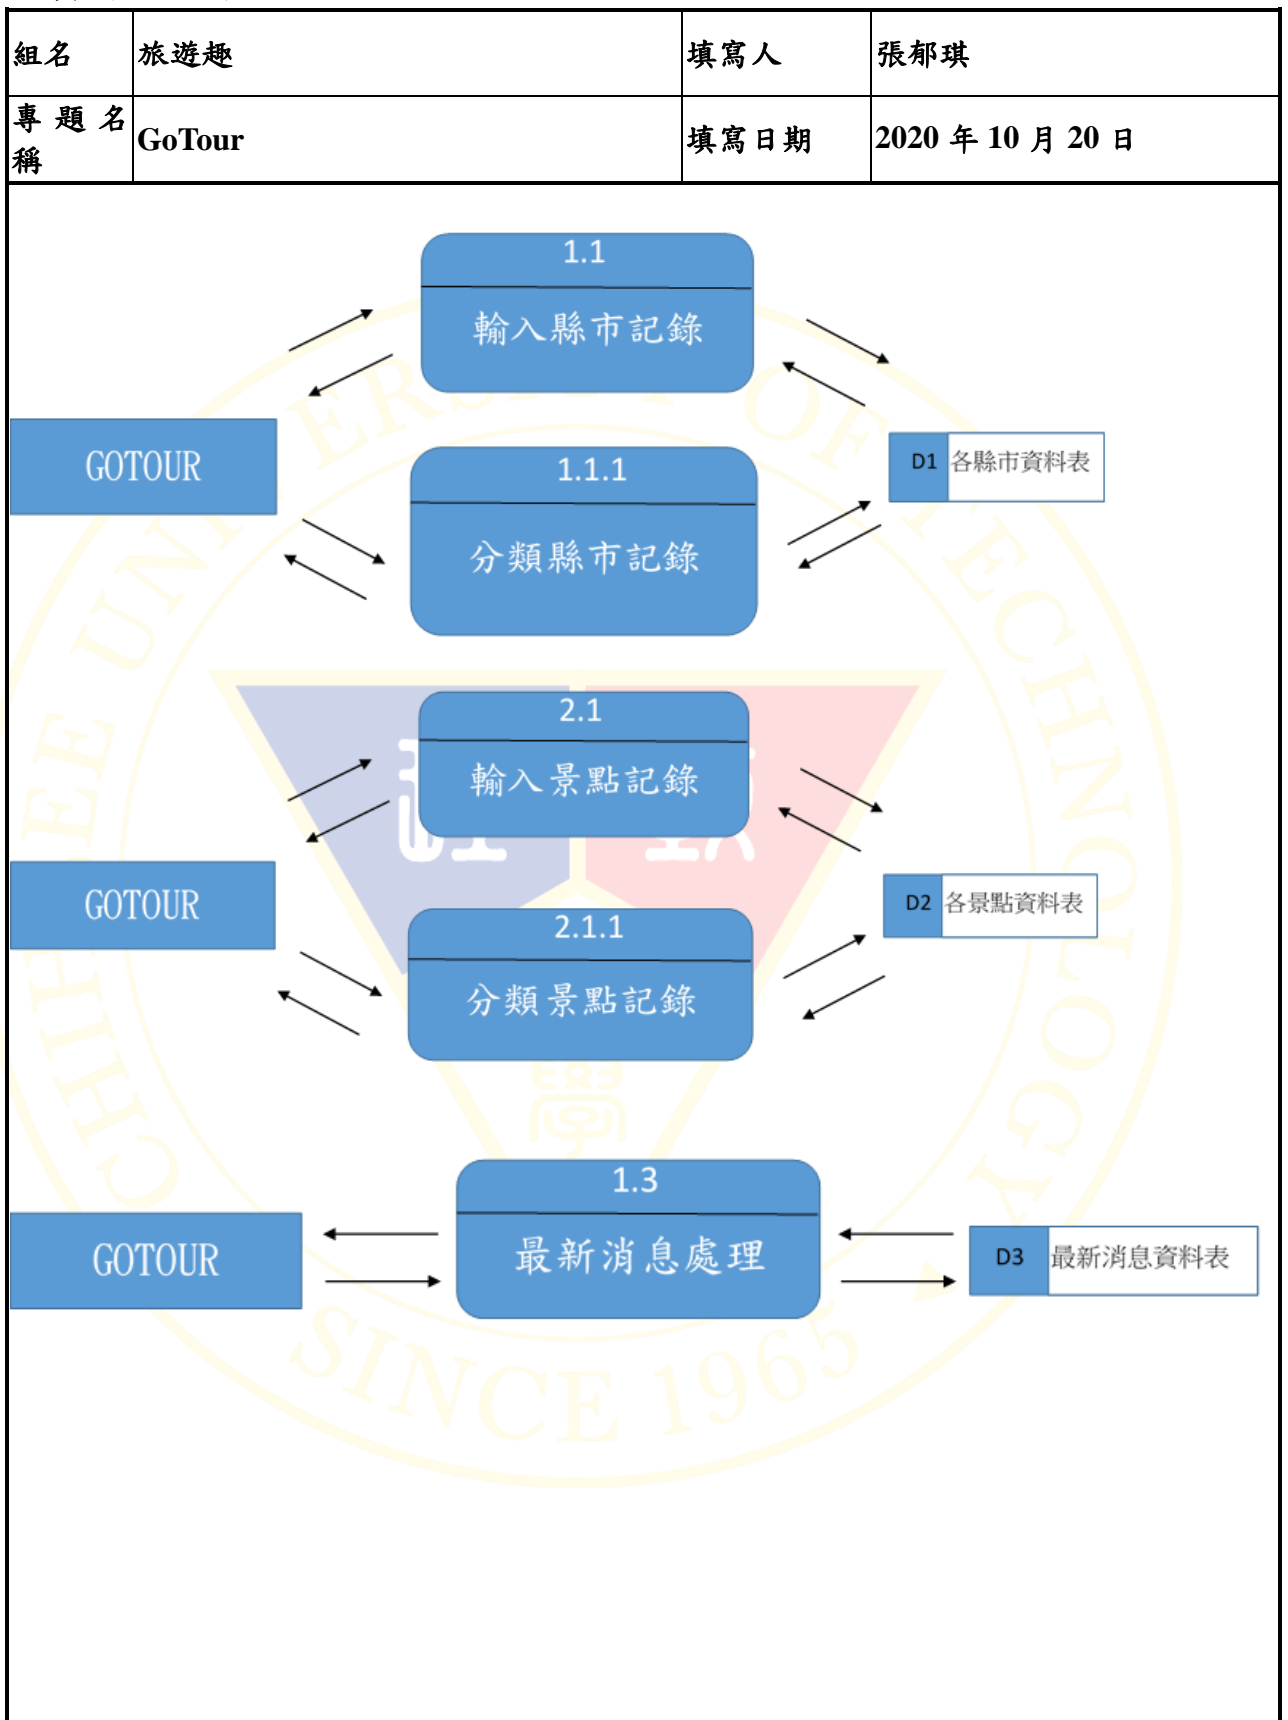 組名 旅遊趣 填寫人 張郁琪
專題名
稱 GoTour 填寫日期 2020 年 10 月 20 日
1.1
輸入縣市記錄
GOTOUR
D1 各縣市資料表
1.1.1
分類縣市記錄
2.1
輸入景點記錄
GOTOUR
D2 各景點資料表
2.1.1
分類景點記錄
1.3
最新消息處理
GOTOUR
D3 最新消息資料表
CHIHLEE UNIVERSITY OF TECHNOLOGY
學
SINCE 1965